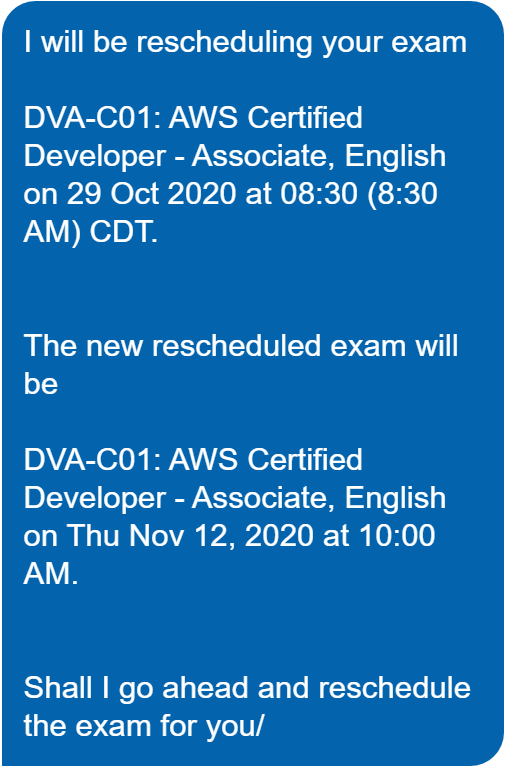 I will be rescheduling your exam
DVA-C01: AWS Certified
Developer - Associate, English
on 29 Oct 2020 at 08:30 (8:30
AM) CDT.
The new rescheduled exam will
be
DVA-C01: AWS Certified
Developer - Associate, English
on Thu Nov 12, 2020 at 10:00
AM.
Shall I go ahead and reschedule
the exam for you/